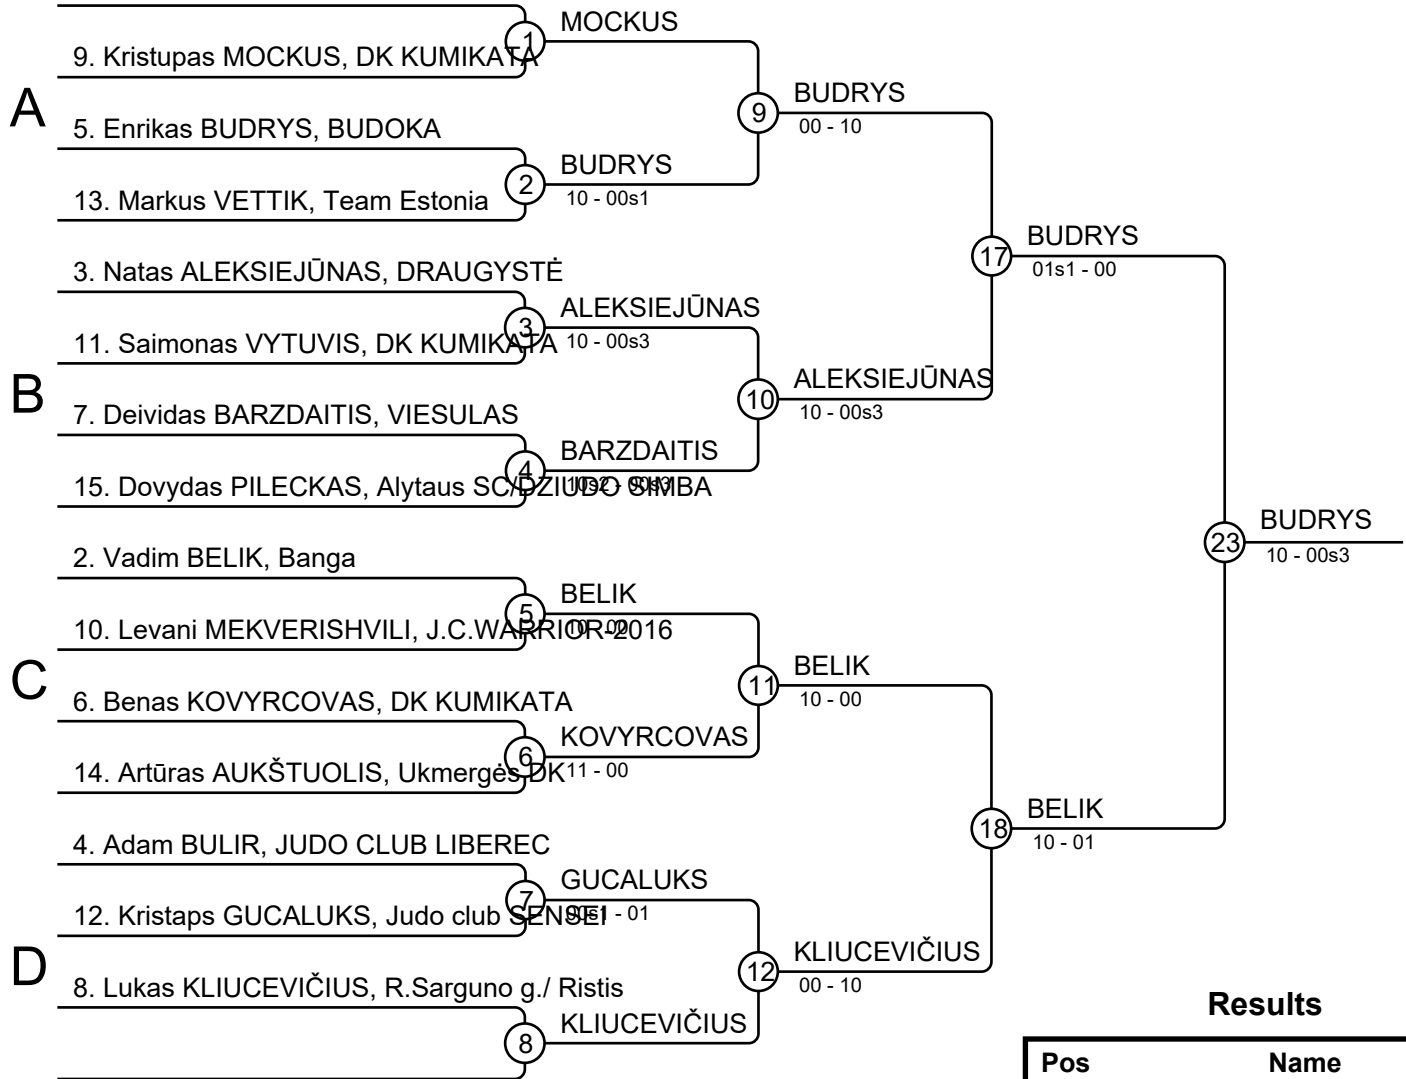 MOCKUS
1
9. Kristupas MOCKUS, DK KUMIKATA
A
BUDRYS
9
00 - 10
5. Enrikas BUDRYS, BUDOKA
BUDRYS
2
10 - 00s1
13. Markus VETTIK, Team Estonia
BUDRYS
17
01s1 - 00
3. Natas ALEKSIEJŪNAS, DRAUGYSTĖ
ALEKSIEJŪNAS
3
10 - 00s3
11. Saimonas VYTUVIS, DK KUMIKATA
B
ALEKSIEJŪNAS
10
10 - 00s3
7. Deividas BARZDAITIS, VIESULAS
BARZDAITIS
4
10s2 - 00s3
15. Dovydas PILECKAS, Alytaus SC/DZIUDO SIMBA
BUDRYS
23
10 - 00s3
2. Vadim BELIK, Banga
BELIK
5
10 - 00
10. Levani MEKVERISHVILI, J.C.WARRIOR-2016
C
BELIK
11
10 - 00
6. Benas KOVYRCOVAS, DK KUMIKATA
KOVYRCOVAS
6
11 - 00
14. Artūras AUKŠTUOLIS, Ukmergės DK
BELIK
18
10 - 01
4. Adam BULIR, JUDO CLUB LIBEREC
GUCALUKS
7
00s1 - 01
12. Kristaps GUCALUKS, Judo club SENSEI
D
KLIUCEVIČIUS
12
00 - 10
8. Lukas KLIUCEVIČIUS, R.Sarguno g./ Ristis
KLIUCEVIČIUS
8
Results
Pos Name